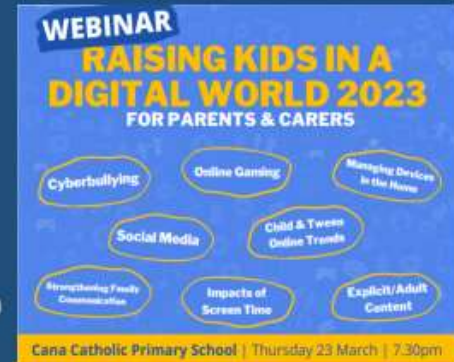 WEBINAR
RAISING KIDS IN A
DIGITAL WORLD 2023
FOR PARENTS & CARERS
Cyberbullying
Online Gaming
Managing Devices
in the Home
Social Media
Child & Tween
Online Trends
Strengthening Family
Communication
Impacts of
Screen Time
Explicit/Adult
Content
Cana Catholic Primary School | Thursday 23 March | 7.30pm